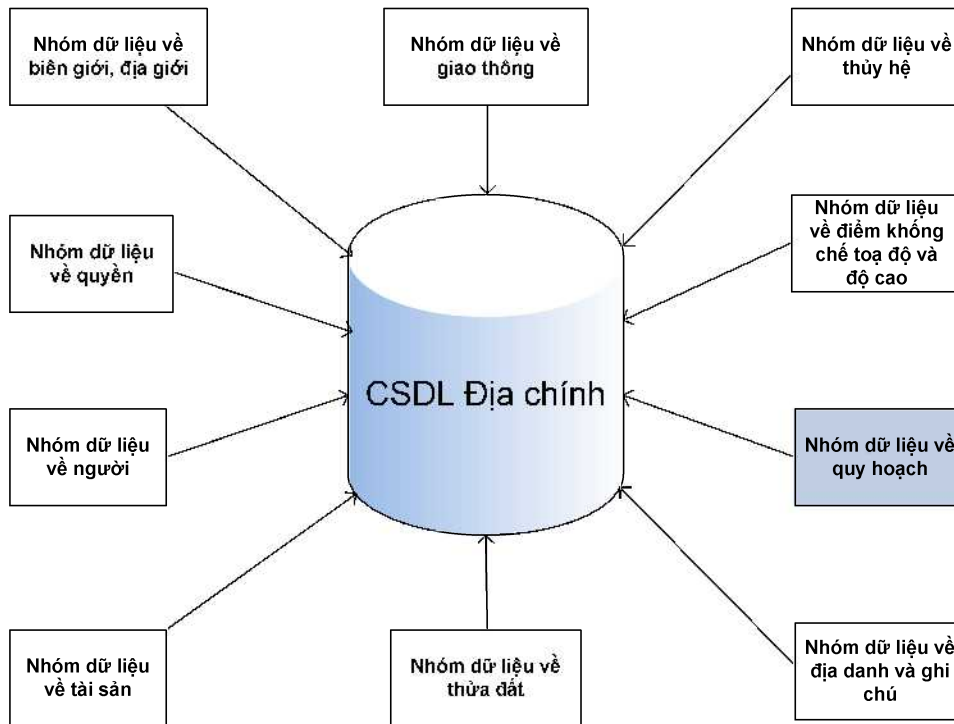 Nhóm dữ liệu về
biên giới, địa giới
Nhóm dữ liệu về
giao thông
Nhóm dữ liệu về
thủy hệ
Nhóm dữ liệu
về quyền
Nhóm dữ liệu
về điểm khống
chế toạ độ và
độ cao
CSDL Địa chính
Nhóm dữ liệu
về người
Nhóm dữ liệu về
quy hoạch
Nhóm dữ liệu
về tài sản
Nhóm dữ liệu về
thửa đất
Nhóm dữ liệu về
địa danh và ghi
chú